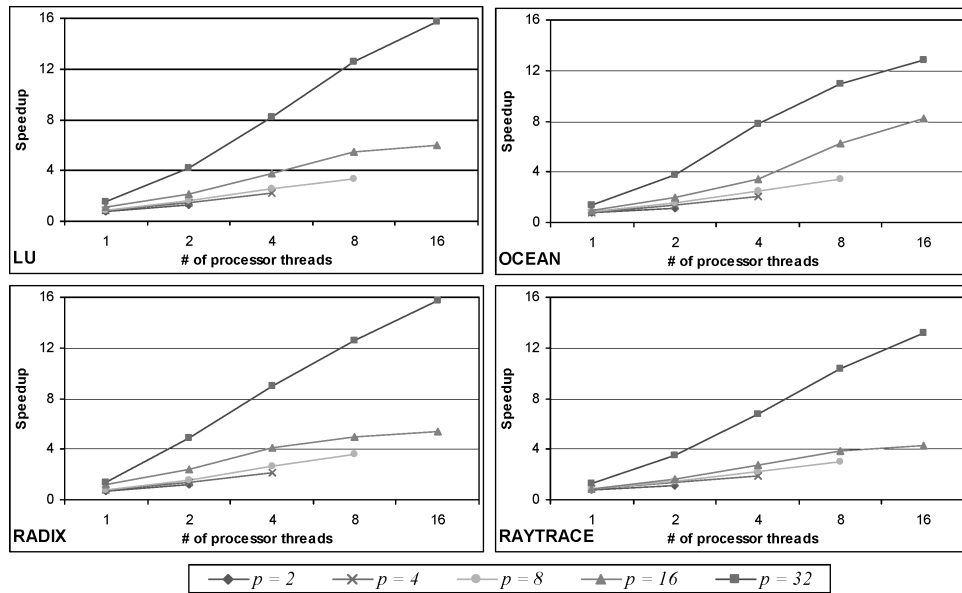 16
12
8
4
0
Speedup
1 2 4 8 16
# of processor threads
LU
16
12
8
4
0
Speedup
1 2 4 8 16
# of processor threads
OCEAN
16
12
8
4
0
Speedup
1 2 4 8 16
# of processor threads
RADIX
16
12
8
4
0
Speedup
1 2 4 8 16
# of processor threads
RAYTRACE
p = 2 p = 4 p = 8 p = 16 p = 32